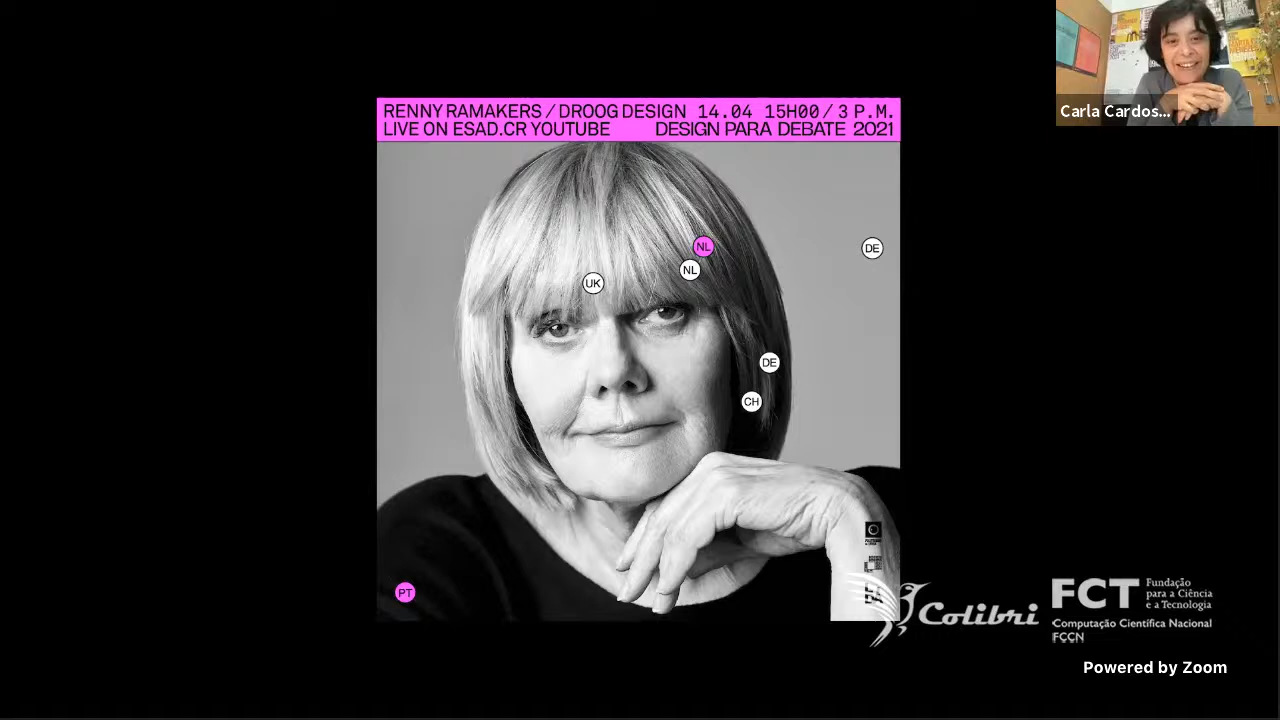 RENNY RAMAKERS / DROOG DESIGN 14.04 15H00 / 3 P.M.
LIVE ON ESAD.CR YOUTUBE DESIGN PARA DEBATE 2021
Carla Cardos...
NL
DE
NL
UK
DE
CH
PT
Colibri
FCT Fundação
para a Ciência
e a Tecnologia
Computação Científica Nacional
FCCN
Powered by Zoom